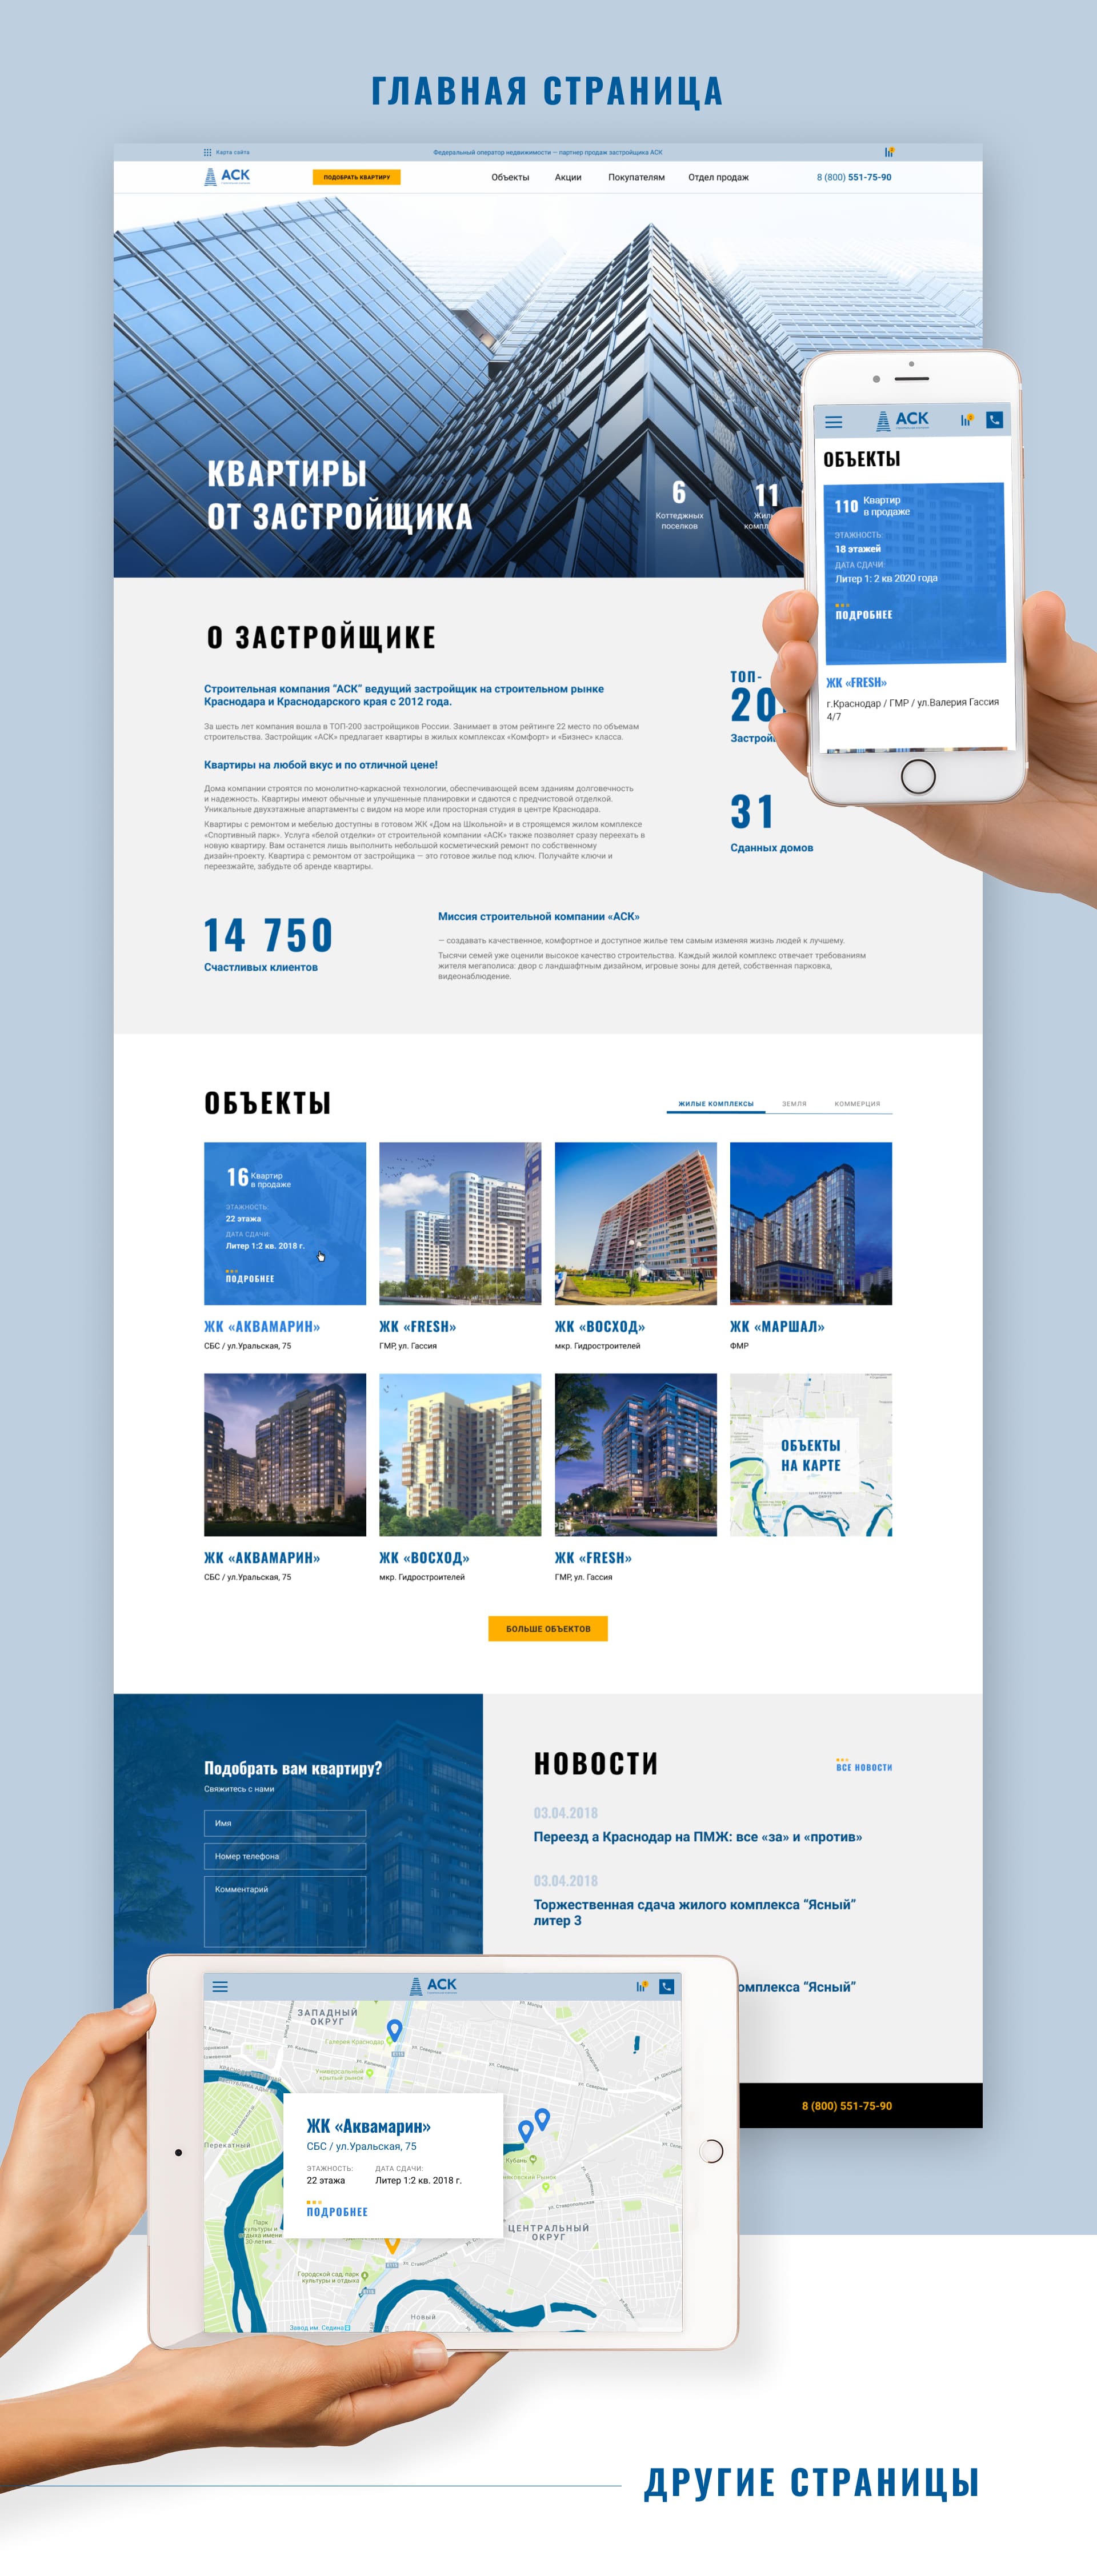 ГЛАВНАЯ СТРАНИЦА
Карта сайта
Федеральный оператор недвижимости — партнер продаж застройщика АСК
АСК
ПОДОБРАТЬ КВАРТИРУ
Объекты
Акции
Покупателям
Отдел продаж
8 (800) 551-75-90
КВАРТИРЫ
ОТ ЗАСТРОЙЩИКА
6
Коттеджных
поселков
11
АСК
ОБЪЕКТЫ
110 Квартир
в продаже
ЭТАЖНОСТЬ:
18 этажей
ДАТА СДАЧИ:
Литер 1: 2 кв 2020 года
ПОДРОБНЕЕ
ЖК «FRESH»
г.Краснодар / ГМР / ул.Валерия Гассия
4/7
О ЗАСТРОЙЩИКЕ
Строительная компания “АСК” ведущий застройщик на строительном рынке
Краснодара и Краснодарского края с 2012 года.
За шесть лет компания вошла в ТОП-200 застройщиков России. Занимает в этом рейтинге 22 место по объемам
строительства. Застройщик «АСК» предлагает квартиры в жилых комплексах «Комфорт» и «Бизнес» класса.
Квартиры на любой вкус и по отличной цене!
Дома компании строятся по монолитно-каркасной технологии, обеспечивающей всем зданиям долговечность
и надежность. Квартиры имеют обычные и улучшенные планировки и сдаются с предчистовой отделкой.
Уникальные двухэтажные апартаменты с видом на море или просторная студия в центре Краснодара.
Квартиры с ремонтом и мебелью доступны в готовом ЖК «Дом на Школьной» и в строящемся жилом комплексе
«Спортивный парк». Услуга «белой отделки» от строительной компании «АСК» также позволяет сразу переехать в
новую квартиру. Вам останется лишь выполнить небольшой косметический ремонт по собственному
дизайн-проекту. Квартира с ремонтом от застройщика — это готовое жилье под ключ. Получайте ключи и
переезжайте, забудьте об аренде квартиры.
ТОП-
20
31
Сданных домов
14 750
Счастливых клиентов
Миссия строительной компании «АСК»
— создавать качественное, комфортное и доступное жилье тем самым изменяя жизнь людей к лучшему.
Тысячи семей уже оценили высокое качество строительства. Каждый жилой комплекс отвечает требованиям
жителя мегаполиса: двор с ландшафтным дизайном, игровые зоны для детей, собственная парковка,
видеонаблюдение.
ОБЪЕКТЫ
ЖИЛЫЕ КОМПЛЕКСЫ
ЗЕМЛЯ
КОММЕРЦИЯ
16 Квартир
в продаже
ЭТАЖНОСТЬ:
22 этажа
ДАТА СДАЧИ:
Литер 1:2 кв. 2018 г.
ПОДРОБНЕЕ
ЖК «АКВАМАРИН»
СБС / ул.Уральская, 75
ЖК «FRESH»
ГМР, ул. Гассия
ЖК «ВОСХОД»
мкр. Гидростроителей
ЖК «МАРШАЛ»
ФМР
ОБЪЕКТЫ
НА КАРТЕ
ЖК «АКВАМАРИН»
СБС / ул.Уральская, 75
ЖК «ВОСХОД»
мкр. Гидростроителей
ЖК «FRESH»
ГМР, ул. Гассия
БОЛЬШЕ ОБЪЕКТОВ
Подобрать вам квартиру?
Свяжитесь с нами
Имя
Номер телефона
Комментарий
НОВОСТИ
ВСЕ НОВОСТИ
03.04.2018
Переезд а Краснодар на ПМЖ: все «за» и «против»
03.04.2018
Торжественная сдача жилого комплекса “Ясный”
литер 3
омплекса “Ясный”
8 (800) 551-75-90
АСК
ЗАПАДНЫЙ
ОКРУГ
Галерея Краснодар
Универсальный
крытый рынок
Перекатный
Кубань
ЖК «Аквамарин»
СБС / ул.Уральская, 75
ЭТАЖНОСТЬ:
22 этажа
ДАТА СДАЧИ:
Литер 1:2 кв. 2018 г.
ПОДРОБНЕЕ
ЦЕНТРАЛЬНЫЙ
ОКРУГ
Городской сад, парк
культуры и отдыха
Новый
Завод им. Седина
ДРУГИЕ СТРАНИЦЫ